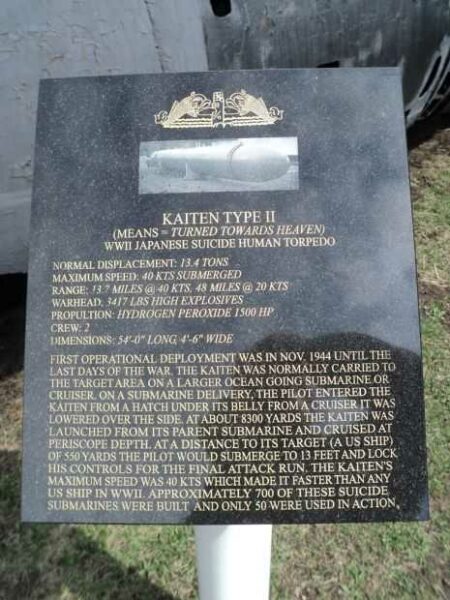 KAITEN TYPE II
(MEANS = TURNED TOWARDS HEAVEN)
WWII JAPANESE SUICIDE HUMAN TORPEDO
NORMAL DISPLACEMENT: 13.4 TONS
MAXIMUM SPEED: 40 KTS SUBMERGED
RANGE: 13.7 MILES @ 40 KTS, 48 MILES @ 20 KTS
WARHEAD, 3417 LBS HIGH EXPLOSIVES
PROPULTION: HYDROGEN PEROXIDE 1500 HP
CREW: 2
DIMENSIONS: 54'-0" LONG, 4'-6" WIDE
FIRST OPERATIONAL DEPLOYMENT WAS IN NOV. 1944 UNTIL THE
LAST DAYS OF THE WAR. THE KAITEN WAS NORMALLY CARRIED TO
THE TARGET AREA ON A LARGER OCEAN GOING SUBMARINE OR
CRUISER. ON A SUBMARINE DELIVERY, THE PILOT ENTERED THE
KAITEN FROM A HATCH UNDER ITS BELLY FROM A CRUISER IT WAS
LOWERED OVER THE SIDE. AT ABOUT 8300 YARDS THE KAITEN WAS
LAUNCHED FROM ITS PARENT SUBMARINE AND CRUISED AT
PERISCOPE DEPTH. AT A DISTANCE TO ITS TARGET (A US SHIP)
OF 550 YARDS THE PILOT WOULD SUBMERGE TO 13 FEET AND LOCK
HIS CONTROLS FOR THE FINAL ATTACK RUN. THE KAITEN'S
MAXIMUM SPEED WAS 40 KTS WHICH MADE IT FASTER THAN ANY
US SHIP IN WWII. APPROXIMATELY 700 OF THESE SUICIDE
SUBMARINES WERE BUILT AND ONLY 50 WERE USED IN ACTION.